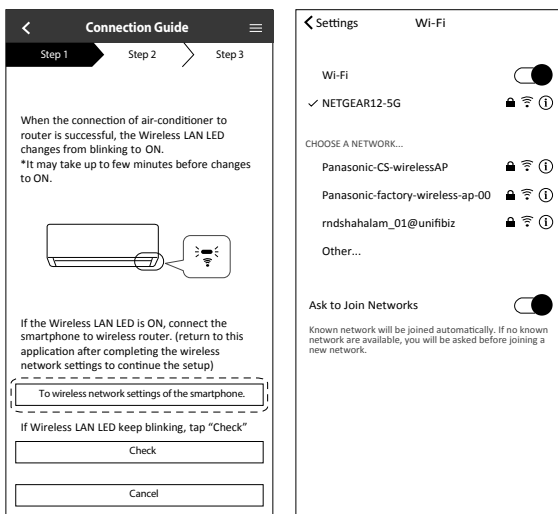 Connection Guide
Step 1
Step 2
Step 3
When the connection of air-conditioner to
router is successful, the Wireless LAN LED
changes from blinking to ON.
*It may take up to few minutes before changes
to ON.
If the Wireless LAN LED is ON, connect the
smartphone to wireless router. (return to this
application after completing the wireless
network settings to continue the setup)
To wireless network settings of the smartphone.
If Wireless LAN LED keep blinking, tap “Check”
Check
Cancel
Settings
Wi-Fi
Wi-Fi
NETGEAR12-5G
CHOOSE A NETWORK...
Panasonic-CS-wirelessAP
Panasonic-factory-wireless-ap-00
rndshahalam_01@unifibiz
Other...
Ask to Join Networks
Known network will be joined automatically. If no known
network are available, you will be asked before joining a
new network.